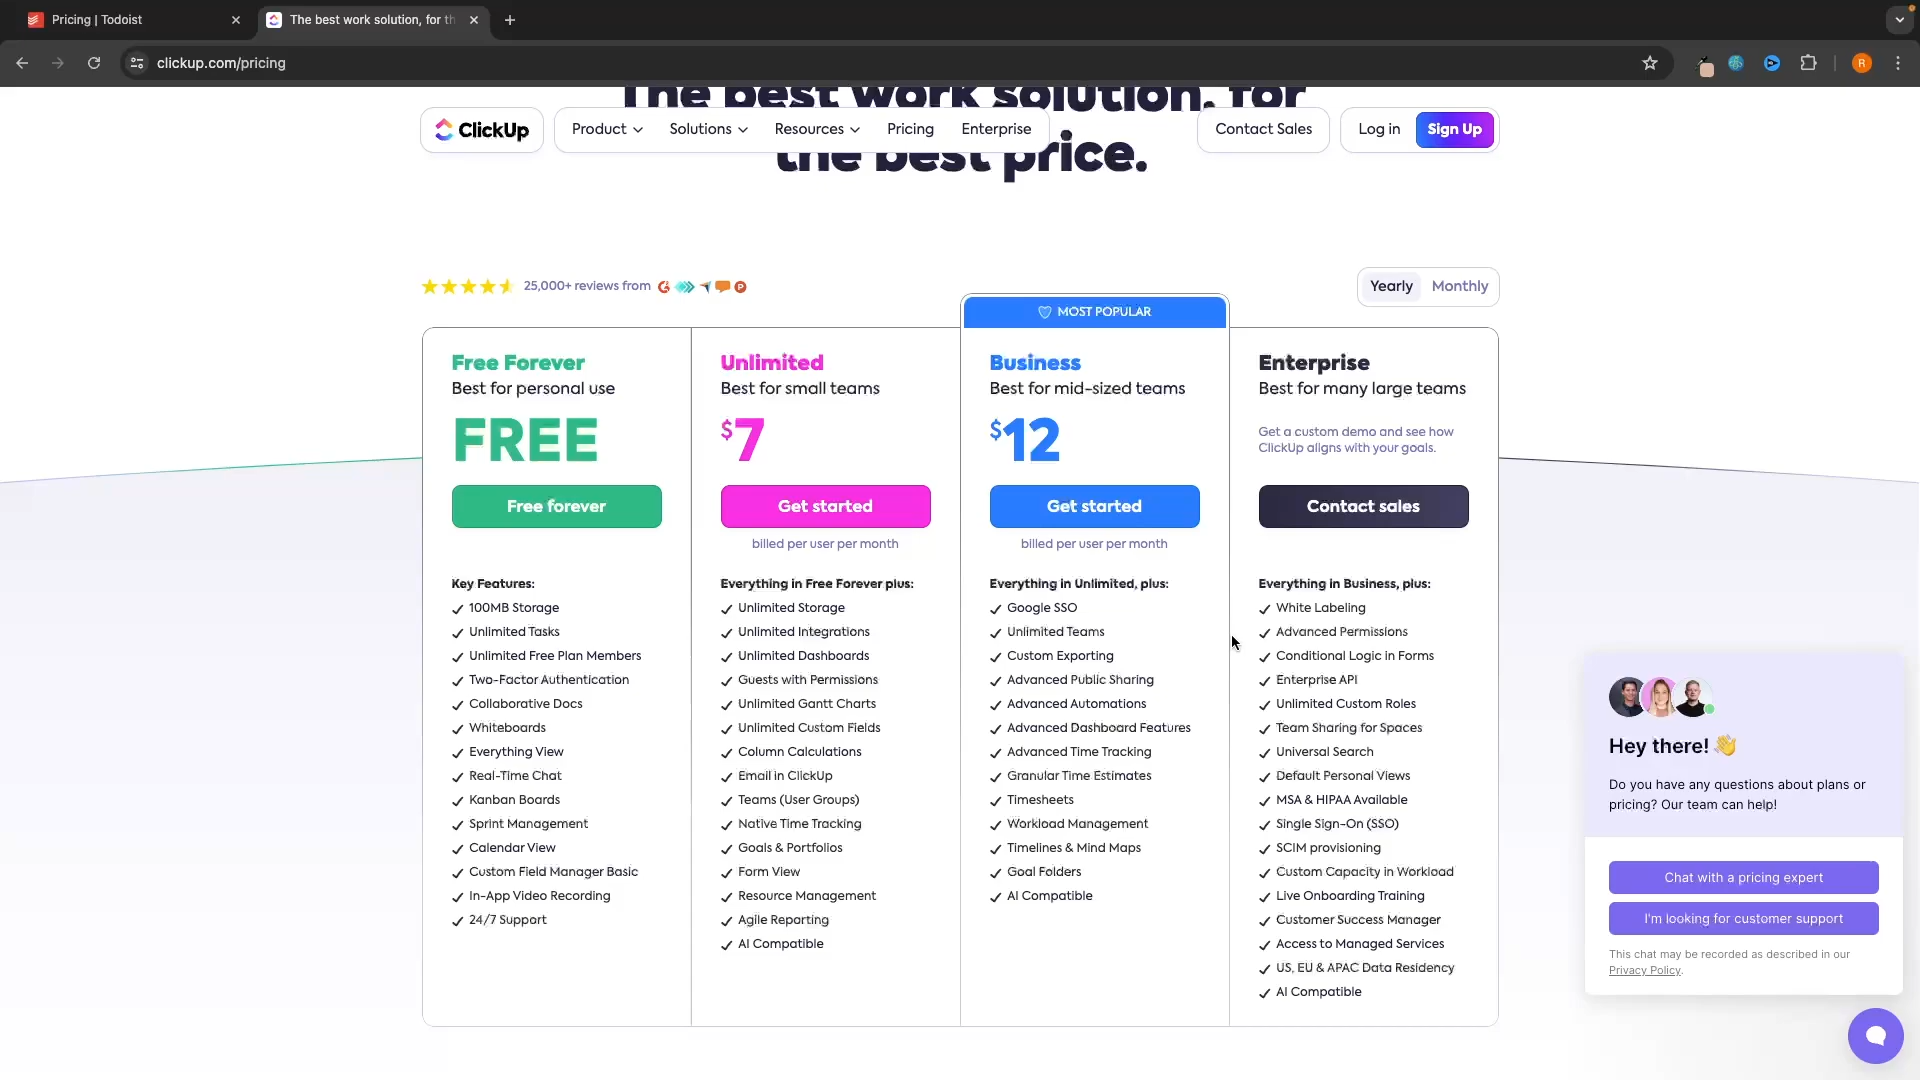 Pricing | Todoist
The best work solution, for th
clickup.com/pricing
R
The best work solution, for
the best price.
ClickUp
Product
Solutions
Resources
Pricing
Enterprise
Contact Sales
Log in
Sign Up
25,000+ reviews from
Yearly
Monthly
MOST POPULAR
Free Forever
Best for personal use
FREE
Free forever
Key Features:
100MB Storage
Unlimited Tasks
Unlimited Free Plan Members
Two-Factor Authentication
Collaborative Docs
Whiteboards
Everything View
Real-Time Chat
Kanban Boards
Sprint Management
Calendar View
Custom Field Manager Basic
In-App Video Recording
24/7 Support
Unlimited
Best for small teams
$7
Get started
billed per user per month
Everything in Free Forever plus:
Unlimited Storage
Unlimited Integrations
Unlimited Dashboards
Guests with Permissions
Unlimited Gantt Charts
Unlimited Custom Fields
Column Calculations
Email in ClickUp
Teams (User Groups)
Native Time Tracking
Goals & Portfolios
Form View
Resource Management
Agile Reporting
AI Compatible
Business
Best for mid-sized teams
$12
Get started
billed per user per month
Everything in Unlimited, plus:
Google SSO
Unlimited Teams
Custom Exporting
Advanced Public Sharing
Advanced Automations
Advanced Dashboard Features
Advanced Time Tracking
Granular Time Estimates
Timesheets
Workload Management
Timelines & Mind Maps
Goal Folders
AI Compatible
Enterprise
Best for many large teams
Get a custom demo and see how
ClickUp aligns with your goals.
Contact sales
Everything in Business, plus:
White Labeling
Advanced Permissions
Conditional Logic in Forms
Enterprise API
Unlimited Custom Roles
Team Sharing for Spaces
Universal Search
Default Personal Views
MSA & HIPAA Available
Single Sign-On (SSO)
SCIM provisioning
Custom Capacity in Workload
Live Onboarding Training
Customer Success Manager
Access to Managed Services
US, EU & APAC Data Residency
AI Compatible
Hey there! 👋
Do you have any questions about plans or
pricing? Our team can help!
Chat with a pricing expert
I'm looking for customer support
This chat may be recorded as described in our
Privacy Policy.